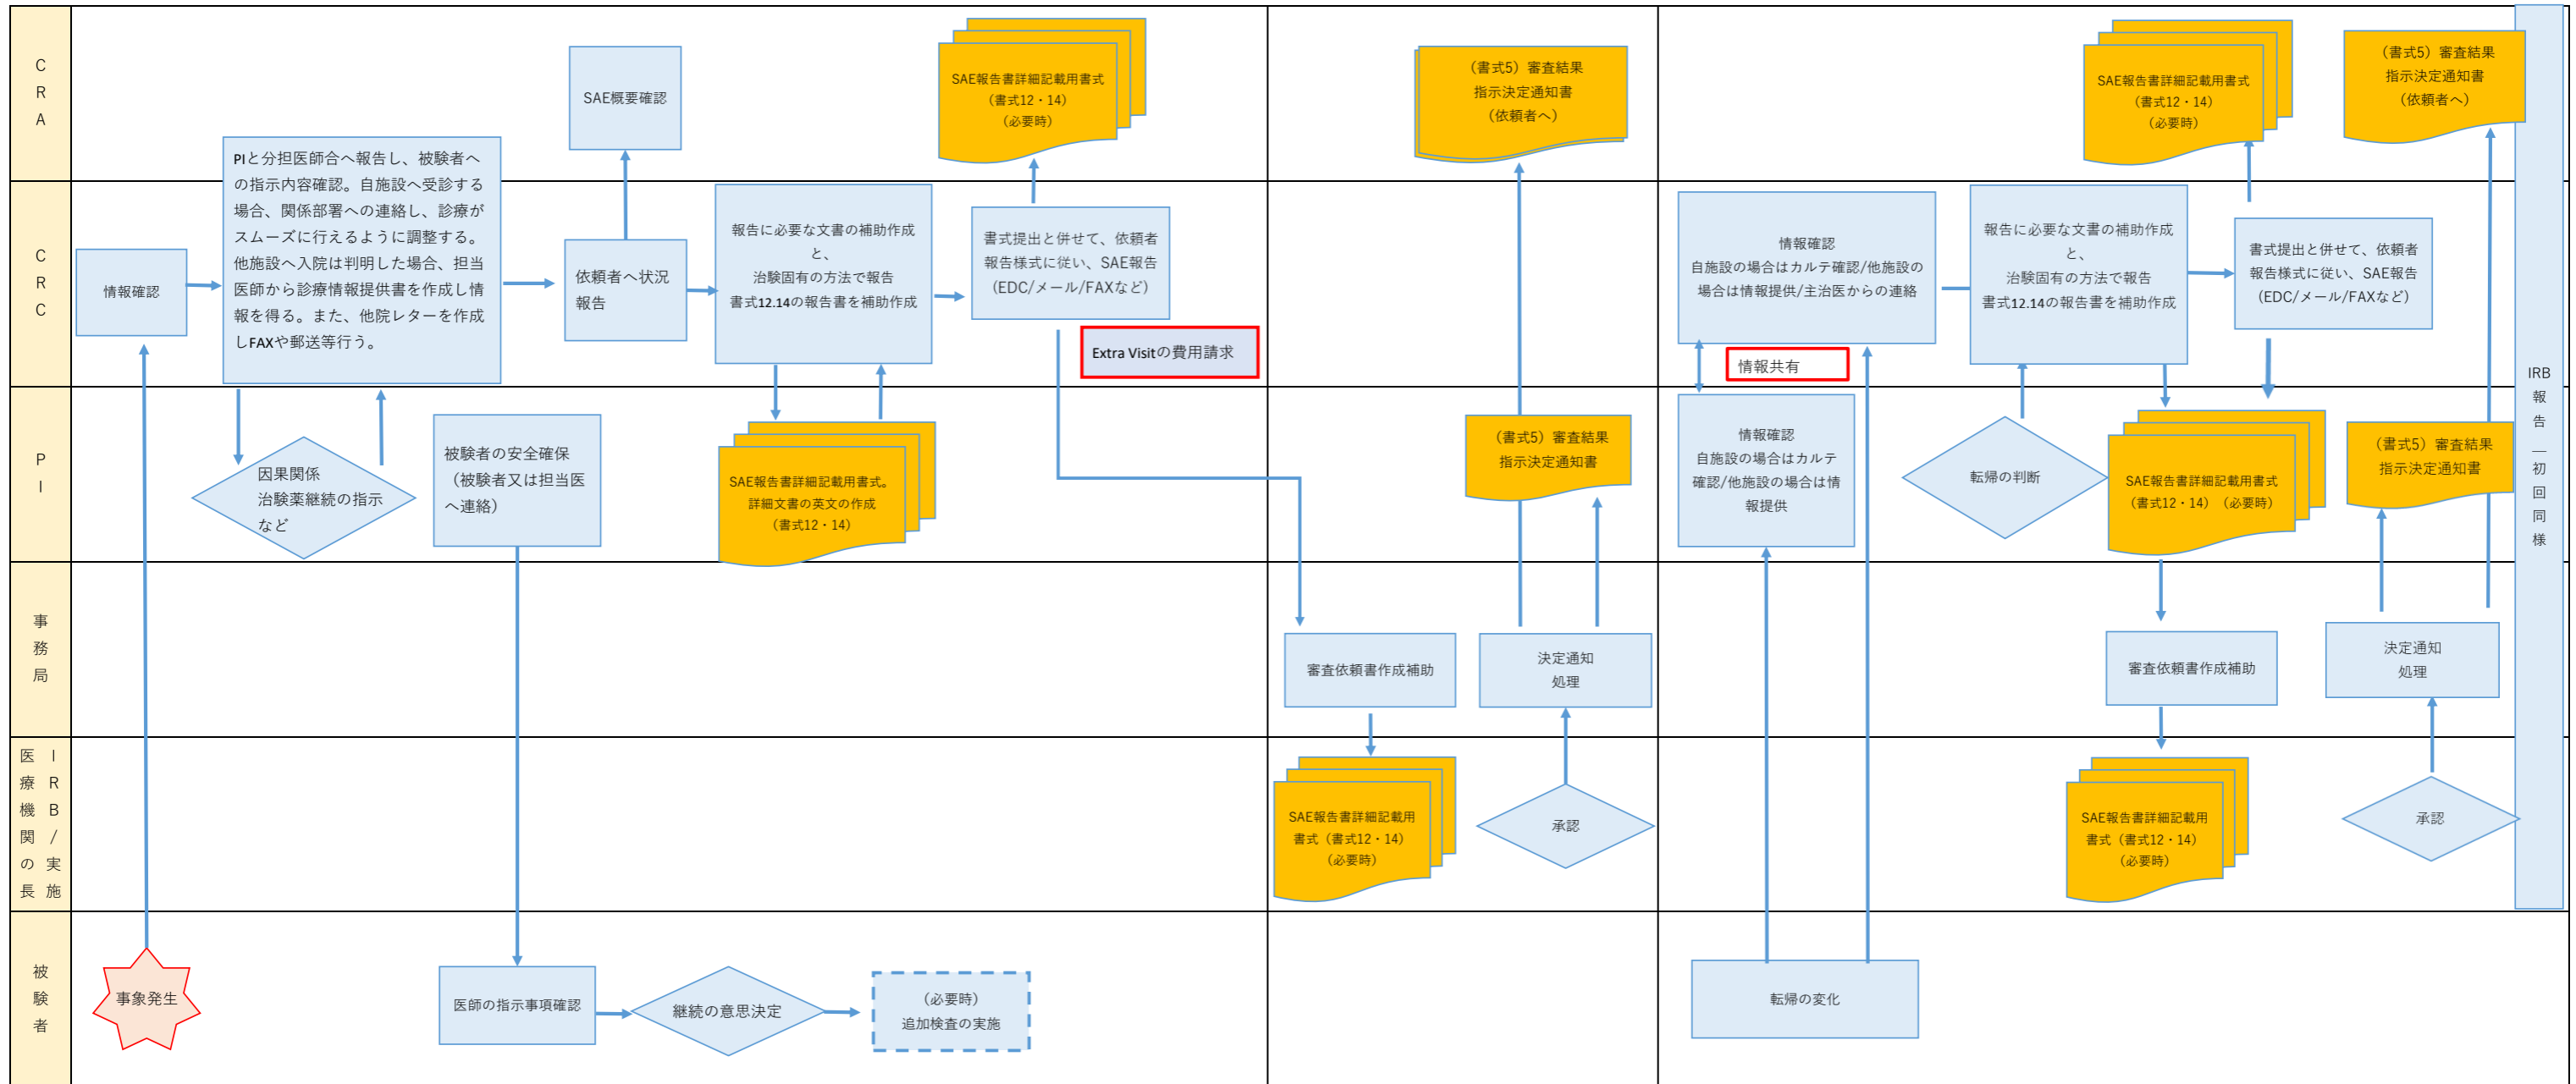 CRA
SAE概要確認
SAE報告書詳細記載用書式
（書式12・14）
（必要時）
（書式5）審査結果
指示決定通知書
（依頼者へ）
SAE報告書詳細記載用書式
（書式12・14）
（必要時）
（書式5）審査結果
指示決定通知書
（依頼者へ）
CRC
情報確認
PIと分担医師合へ報告し、被験者へ
の指示内容確認。自施設へ受診する
場合、関係部署への連絡し、診療が
スムーズに行えるように調整する。
他施設へ入院は判明した場合、担当
医師から診療情報提供書を作成し情
報を得る。また、他院レターを作成
しFAXや郵送等行う。
依頼者へ状況
報告
報告に必要な文書の補助作成
と、
治験固有の方法で報告
書式12.14の報告書を補助作成
書式提出と併せて、依頼者
報告様式に従い、SAE報告
（EDC/メール/FAXなど）
Extra Visitの費用請求
情報確認
自施設の場合はカルテ確認/他施設の
場合は情報提供/主治医からの連絡
情報共有
報告に必要な文書の補助作成
と、
治験固有の方法で報告
書式12.14の報告書を補助作成
書式提出と併せて、依頼者
報告様式に従い、SAE報告
（EDC/メール/FAXなど）
PI
因果関係
治験薬継続の指示
など
被験者の安全確保
（被験者又は担当医
へ連絡）
SAE報告書詳細記載用書式。
詳細文書の英文の作成
（書式12・14）
（書式5）審査結果
指示決定通知書
情報確認
自施設の場合はカルテ
確認/他施設の場合は情
報提供
転帰の判断
SAE報告書詳細記載用書式
（書式12・14）（必要時）
（書式5）審査結果
指示決定通知書
IRB報告＿初回同様
事務局
審査依頼書作成補助
決定通知
処理
審査依頼書作成補助
決定通知
処理
IRB/実施
医療機関の長
SAE報告書詳細記載用
書式（書式12・14）
（必要時）
承認
SAE報告書詳細記載用
書式（書式12・14）
（必要時）
承認
被験者
事象発生
医師の指示事項確認
継続の意思決定
（必要時）
追加検査の実施
転帰の変化